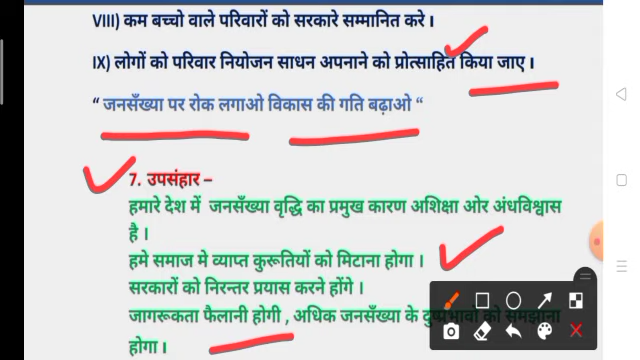 VIII) कम बच्चो वाले परिवारों को सरकारे सम्मानित करे ।
IX) लोगों को परिवार नियोजन साधन अपनाने को प्रोत्साहित किया जाए ।
“ जनसँख्या पर रोक लगाओ विकास की गति बढ़ाओ “
7. उपसंहार –
हमारे देश में जनसँख्या वृद्धि का प्रमुख कारण अशिक्षा ओर अंधविश्वास
है ।
हमे समाज मे व्याप्त कुरूतियों को मिटाना होगा ।
सरकारों को निरन्तर प्रयास करने होंगे ।
जागरूकता फैलानी होगी , अधिक जनसँख्या के दुष्प्रभावों को समझाना
होगा ।